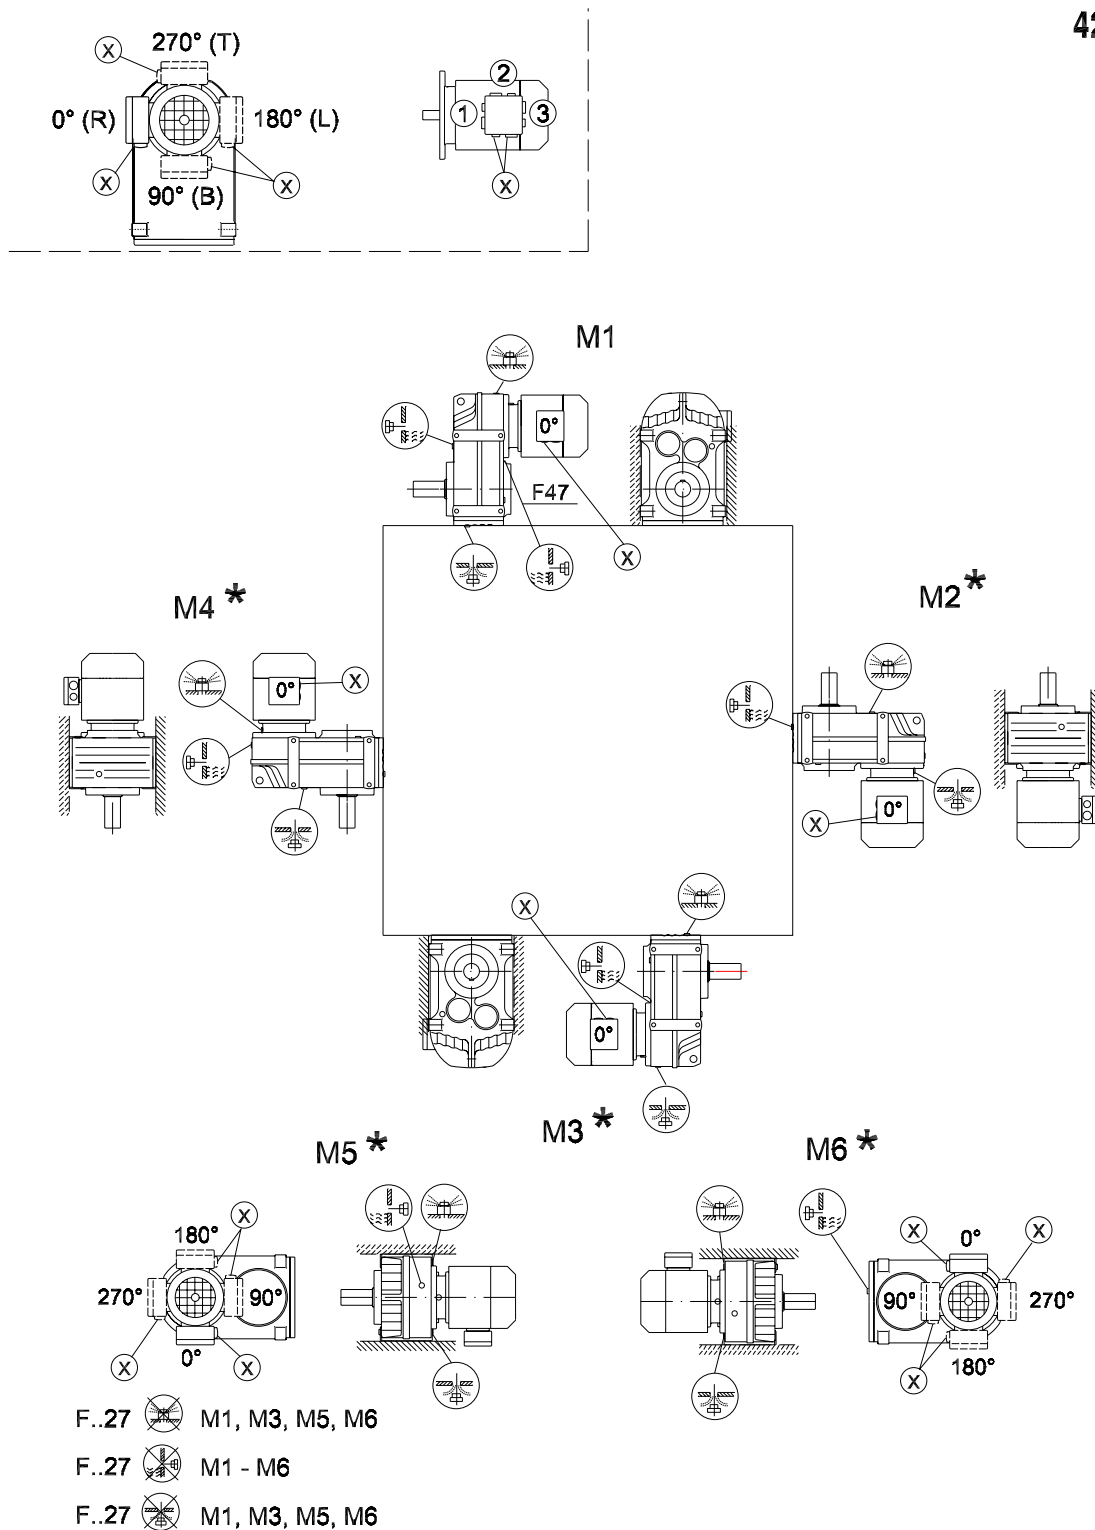 42
270° (T)
X
0° (R)
180° (L)
X
X
90° (B)
1
2
3
X
M1
0°
F47
X
M4 *
M2 *
0°
X
0°
X
X
0°
M3 *
M5 *
M6 *
X
180°
270°
90°
0°
X
X
X
X
0°
90°
270°
180°
X
F..27 M1, M3, M5, M6
F..27 M1 - M6
F..27 M1, M3, M5, M6